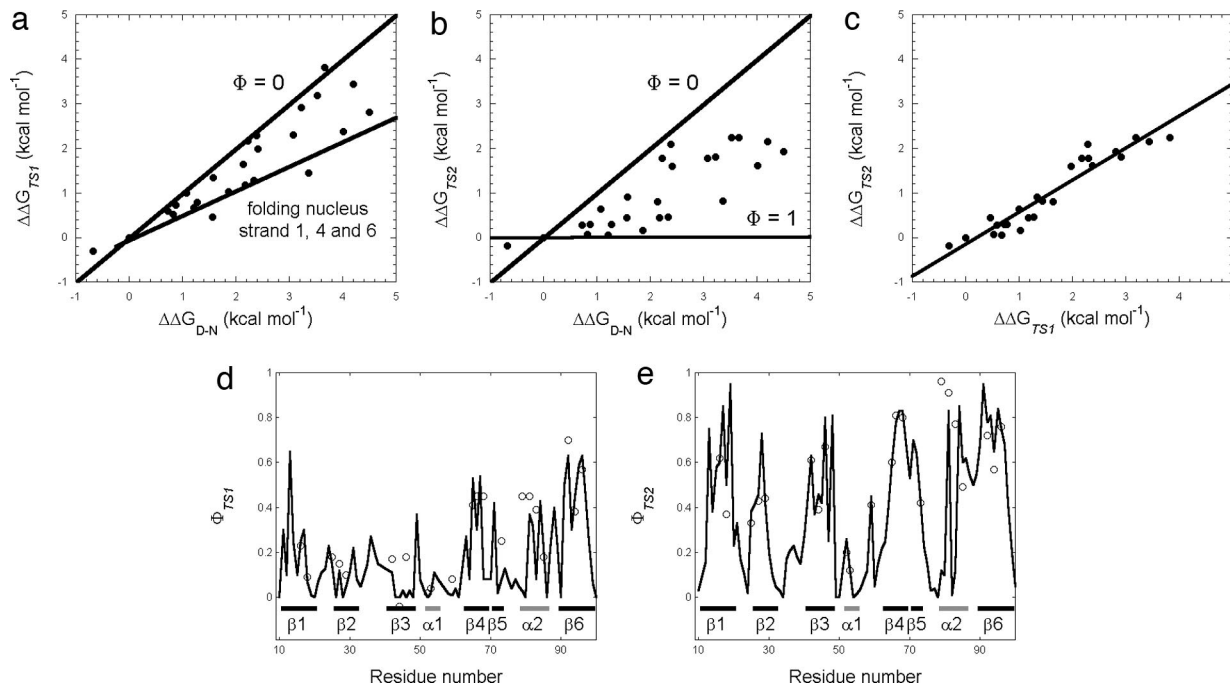 a
5
4
3
2
1
0
-1
-1 0 1 2 3 4 5
ΔΔG_TS1 (kcal mol⁻¹)
ΔΔG_D-N (kcal mol⁻¹)
Φ = 0
folding nucleus
strand 1, 4 and 6
b
5
4
3
2
1
0
-1
-1 0 1 2 3 4 5
ΔΔG_TS2 (kcal mol⁻¹)
ΔΔG_D-N (kcal mol⁻¹)
Φ = 0
Φ = 1
c
5
4
3
2
1
0
-1
-1 0 1 2 3 4
ΔΔG_TS2 (kcal mol⁻¹)
ΔΔG_TS1 (kcal mol⁻¹)
d
1
0.8
0.6
0.4
0.2
0
Φ_TS1
β1 β2 β3 α1 β4 β5 α2 β6
10 30 50 70 90
Residue number
e
1
0.8
0.6
0.4
0.2
0
Φ_TS2
β1 β2 β3 α1 β4 β5 α2 β6
10 30 50 70 90
Residue number